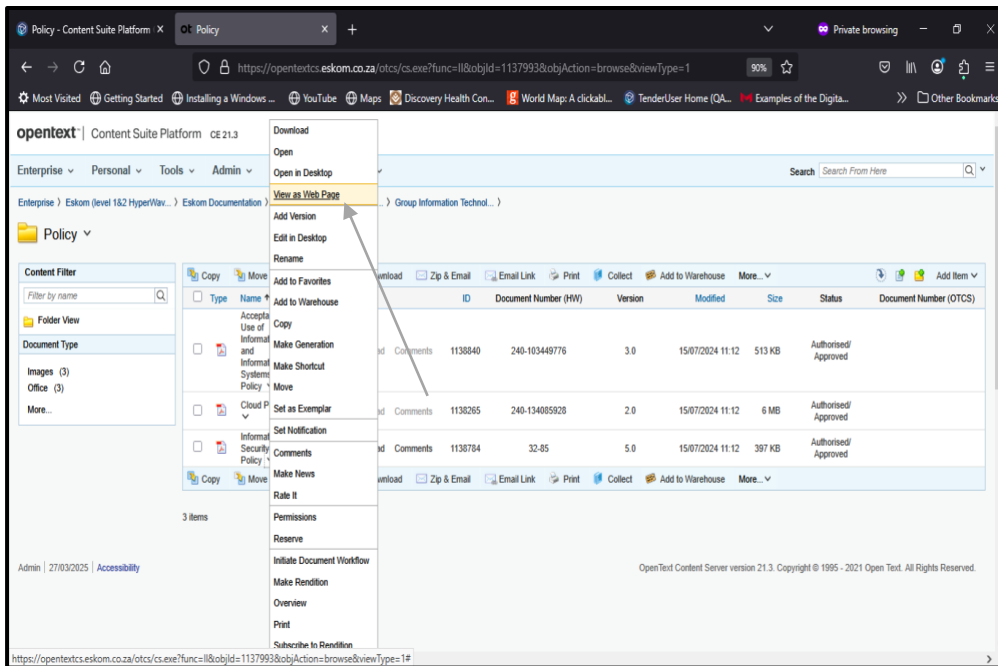 Policy - Content Suite Platform
ot Policy
Private browsing
https://opentextcs.eskom.co.za/otcs/cs.exe?func=ll&objId=1137993&objAction=browse&viewType=1
90%
Most Visited Getting Started Installing a Windows ... YouTube Maps Discovery Health Con... World Map: A clickabl... TenderUser Home (QA... Examples of the Digita... Other Bookmarks
opentext™ | Content Suite Platform CE 21.3
Enterprise Personal Tools Admin
Search Search From Here
Enterprise Eskom (level 1&2 HyperWav... Eskom Documentation Group Information Technol...
Policy
Download
Open
Open in Desktop
View as Web Page
Add Version
Edit in Desktop
Rename
Add to Favorites
Add to Warehouse
Copy
Make Generation
Make Shortcut
Move
Set as Exemplar
Set Notification
Comments
Make News
Rate It
Permissions
Reserve
Initiate Document Workflow
Make Rendition
Overview
Print
Subscribe to Rendition
Content Filter
Filter by name
Folder View
Document Type
Images (3)
Office (3)
More...
Copy Move wnload Zip & Email Email Link Print Collect Add to Warehouse More... Add Item
Type Name ID Document Number (HW) Version Modified Size Status Document Number (OTCS)
Accepta
Use of
Informat
and
Informat
Systems
Policy
ad Comments 1138840 240-103449776 3.0 15/07/2024 11:12 513 KB Authorised/
Approved
Cloud P
ad Comments 1138265 240-134085928 2.0 15/07/2024 11:12 6 MB Authorised/
Approved
Informat
Security
Policy
ad Comments 1138784 32-85 5.0 15/07/2024 11:12 397 KB Authorised/
Approved
Copy Move wnload Zip & Email Email Link Print Collect Add to Warehouse More...
3 items
Admin | 27/03/2025 | Accessibility
OpenText Content Server version 21.3. Copyright © 1995 - 2021 Open Text. All Rights Reserved.
https://opentextcs.eskom.co.za/otcs/cs.exe?func=ll&objId=1137993&objAction=browse&viewType=1#